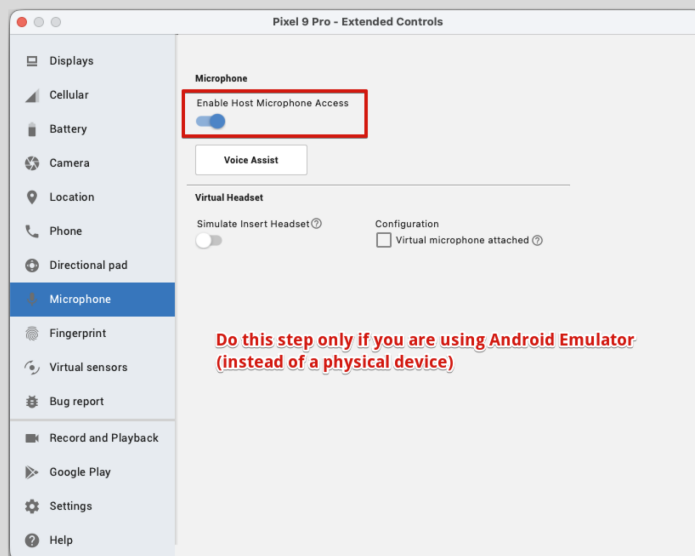 Pixel 9 Pro - Extended Controls
Displays
Cellular
Battery
Camera
Location
Phone
Directional pad
Microphone
Fingerprint
Virtual sensors
Bug report
Record and Playback
Google Play
Settings
Help
Microphone
Enable Host Microphone Access
Voice Assist
Virtual Headset
Simulate Insert Headset
Configuration
Virtual microphone attached
Do this step only if you are using Android Emulator
(instead of a physical device)